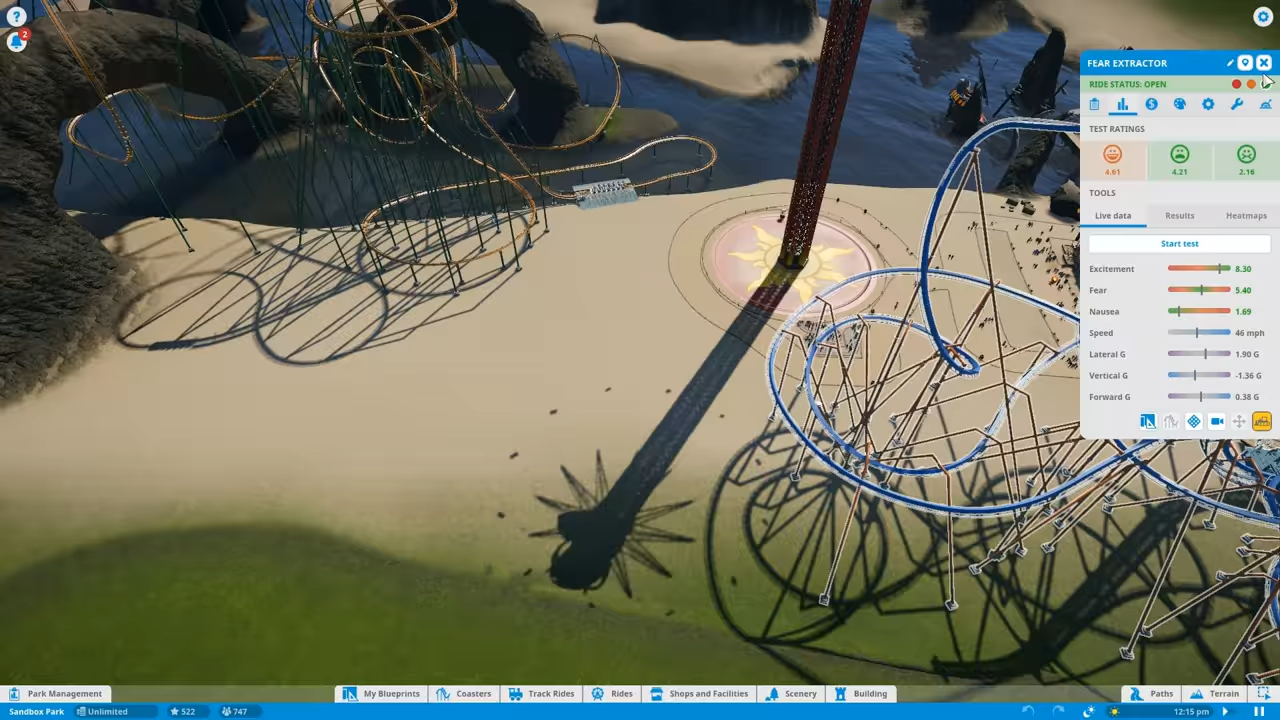 ?
2
FEAR EXTRACTOR
RIDE STATUS: OPEN
TEST RATINGS
4.61 4.21 2.16
TOOLS
Live data Results Heatmaps
Start test
Excitement 8.30
Fear 5.40
Nausea 1.69
Speed 46 mph
Lateral G 1.90 G
Vertical G -1.36 G
Forward G 0.38 G
Park Management My Blueprints Coasters Track Rides Rides Shops and Facilities Scenery Building Paths Terrain
Sandbox Park Unlimited 522 747 12:15 pm